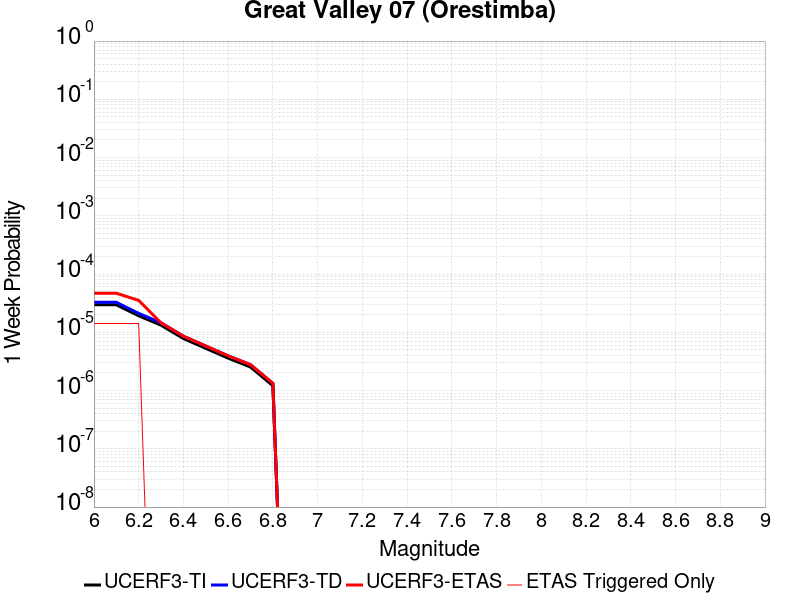 Great Valley 07 (Orestimba)
10^0
10^-1
10^-2
10^-3
10^-4
10^-5
10^-6
10^-7
10^-8
1 Week Probability
6 6.2 6.4 6.6 6.8 7 7.2 7.4 7.6 7.8 8 8.2 8.4 8.6 8.8 9
Magnitude
UCERF3-TI UCERF3-TD UCERF3-ETAS ETAS Triggered Only